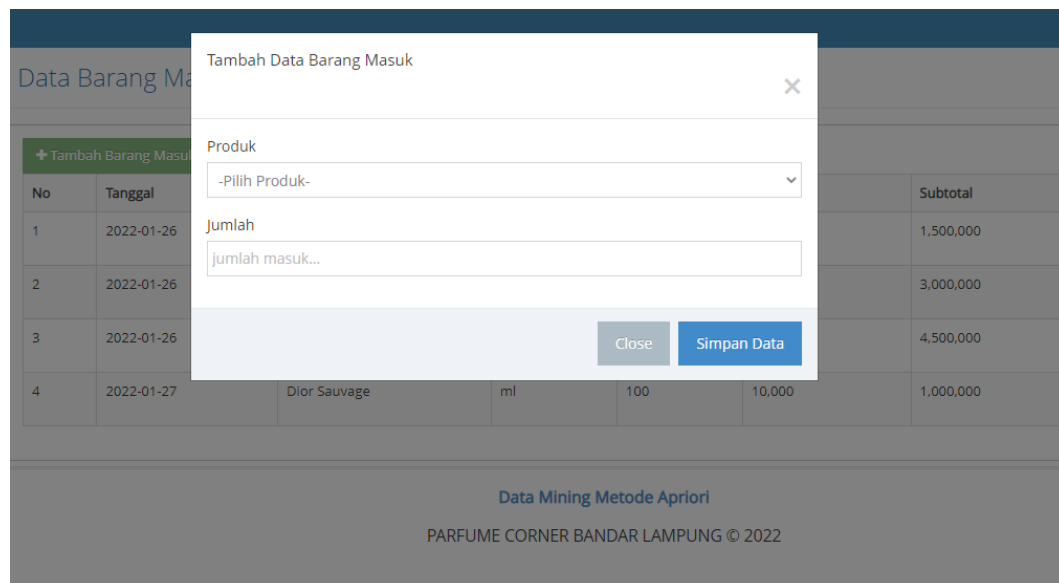 Tambah Data Barang Masuk
×
Data Barang Ma
Produk
+ Tambah Barang Masu
-Pilih Produk-
No Tanggal Subtotal
Jumlah
1 2022-01-26 1,500,000
jumlah masuk...
2 2022-01-26 3,000,000
3 2022-01-26 4,500,000
Close Simpan Data
4 2022-01-27 Dior Sauvage ml 100 10,000 1,000,000
Data Mining Metode Apriori
PARFUME CORNER BANDAR LAMPUNG © 2022